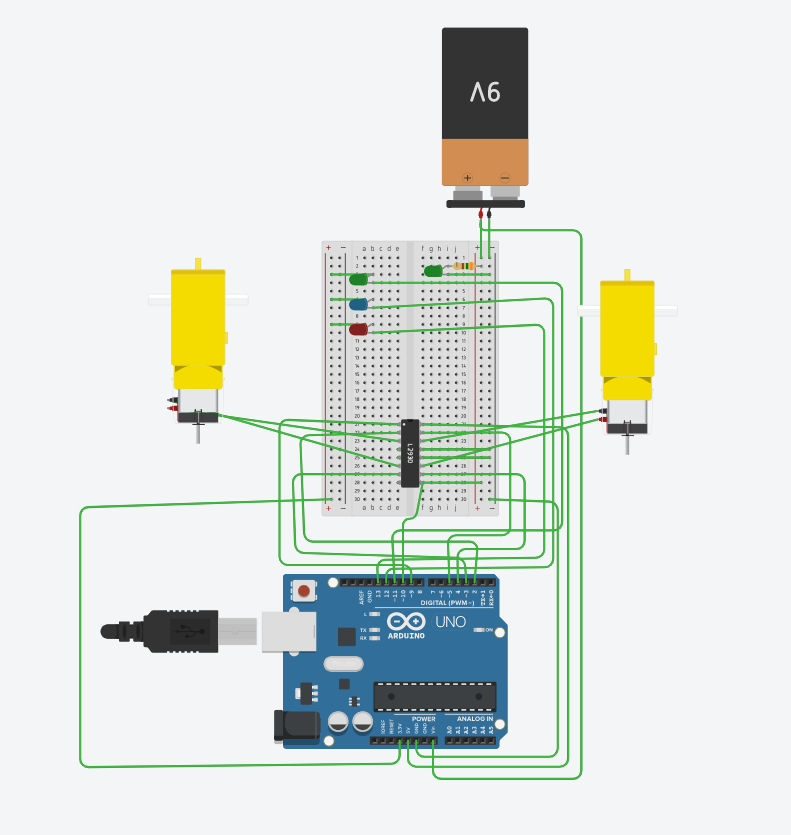 9V
+ −
+ − a b c d e f g h i j + −
L293D
+ − a b c d e f g h i j + −
AREF
GND
13
12
~11
~10
~9
8
7
~6
~5
4
~3
2
TX→1
RX←0
DIGITAL (PWM~)
L
TX
RX
ARDUINO
UNO
ON
POWER
ANALOG IN
IOREF
RESET
3.3V
5V
GND
GND
Vin
A0
A1
A2
A3
A4
A5